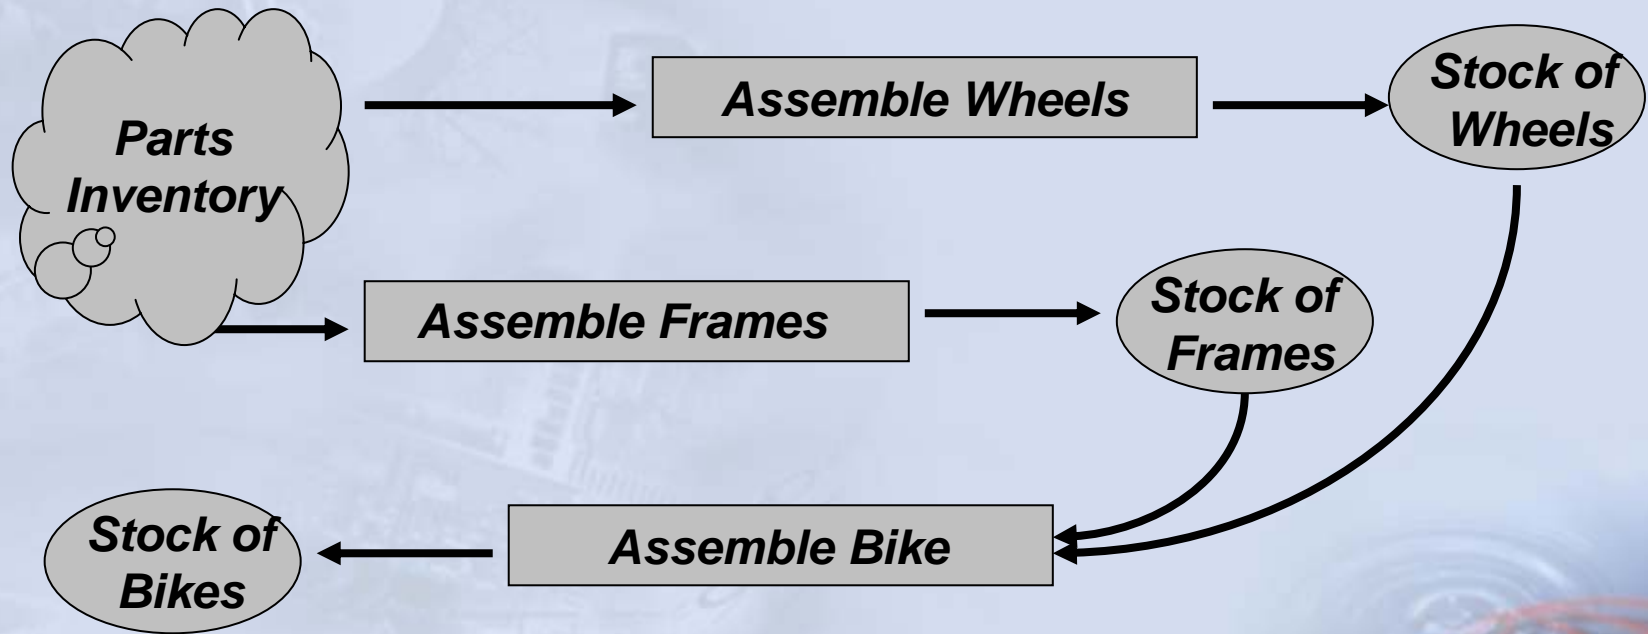 Parts
Inventory
Assemble Wheels
Stock of
Wheels
Assemble Frames
Stock of
Frames
Stock of
Bikes
Assemble Bike